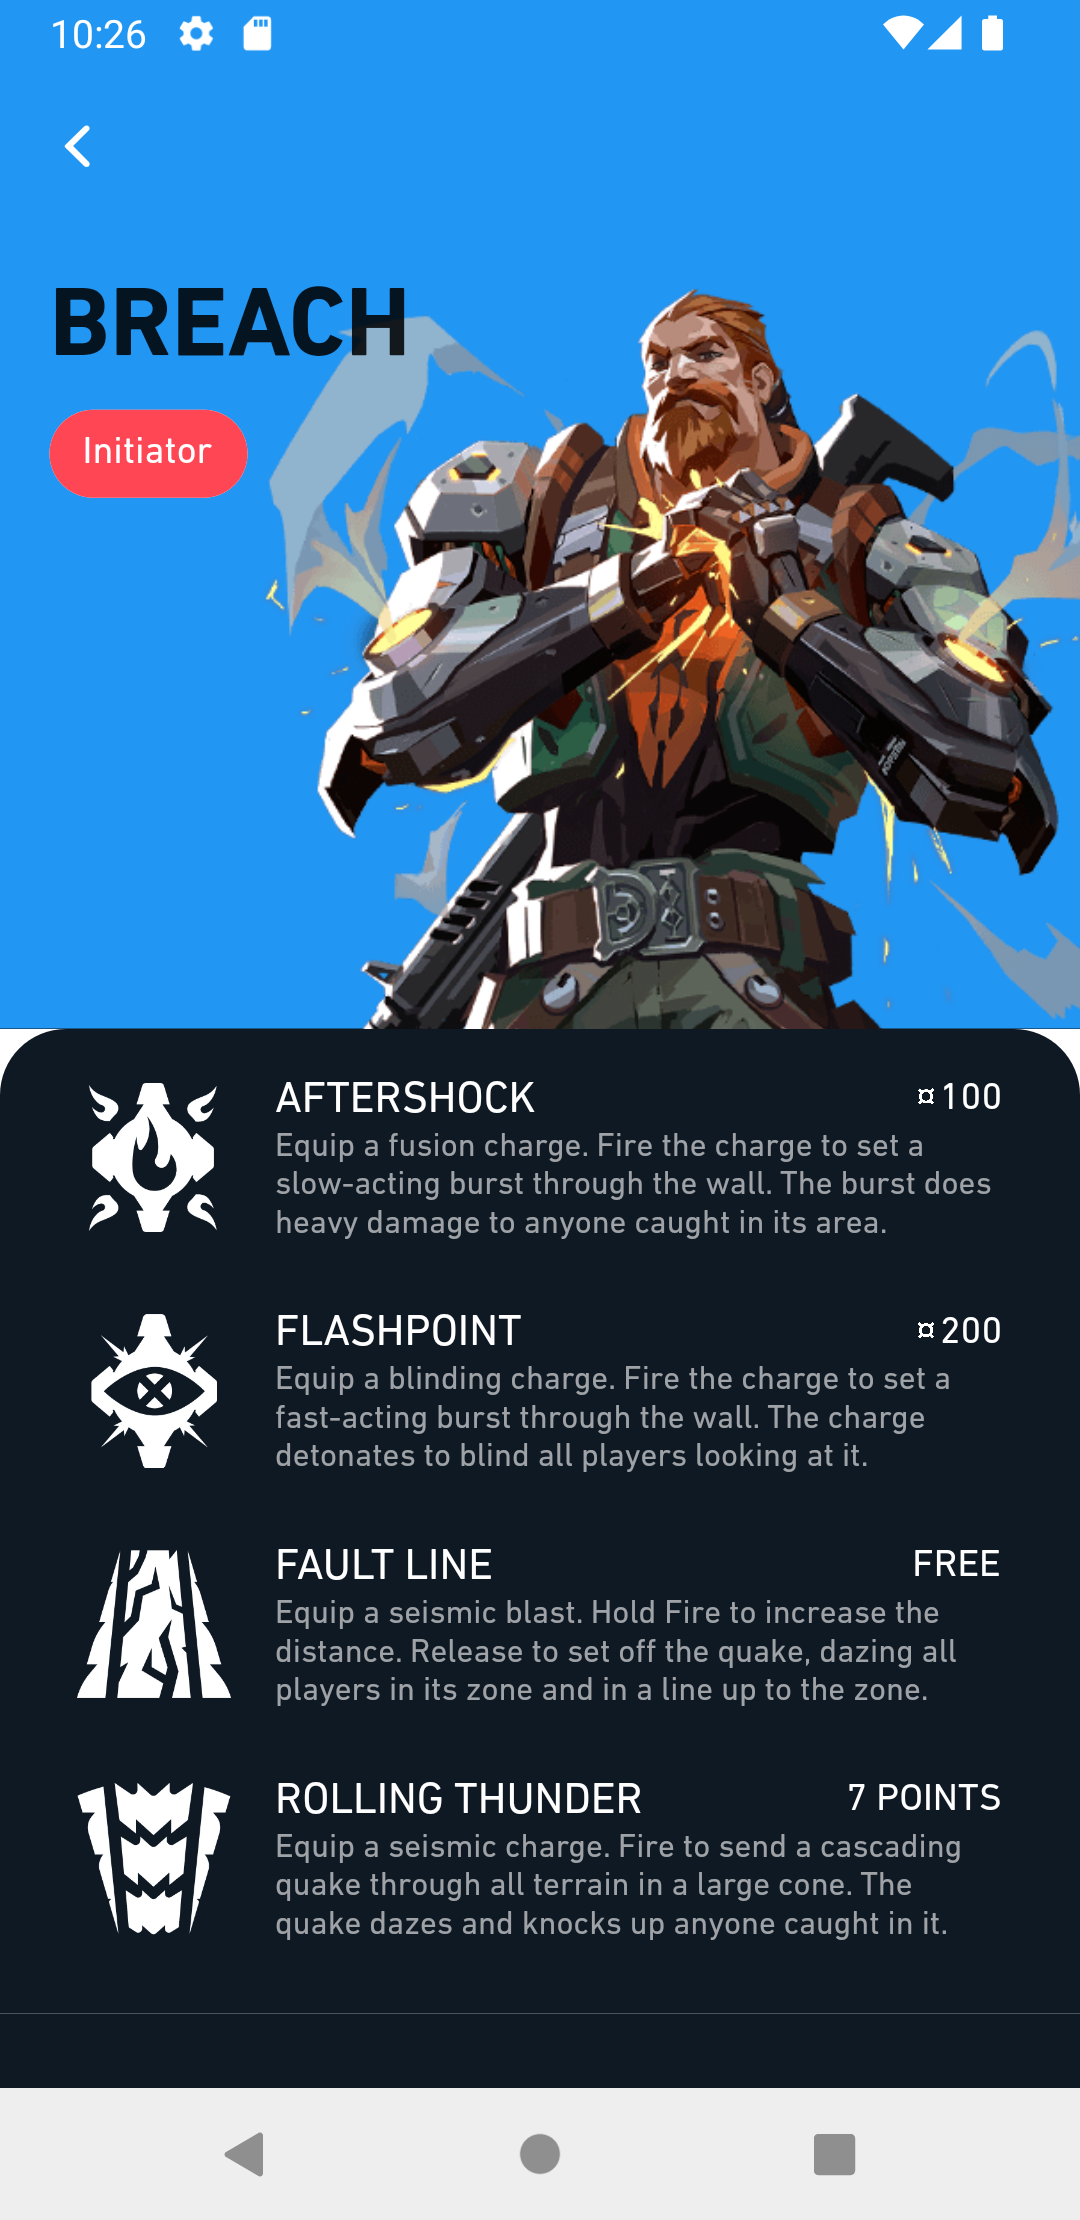 10:26
BREACH
Initiator
AFTERSHOCK
¤100
Equip a fusion charge. Fire the charge to set a
slow-acting burst through the wall. The burst does
heavy damage to anyone caught in its area.
FLASHPOINT
¤200
Equip a blinding charge. Fire the charge to set a
fast-acting burst through the wall. The charge
detonates to blind all players looking at it.
FAULT LINE
FREE
Equip a seismic blast. Hold Fire to increase the
distance. Release to set off the quake, dazing all
players in its zone and in a line up to the zone.
ROLLING THUNDER
7 POINTS
Equip a seismic charge. Fire to send a cascading
quake through all terrain in a large cone. The
quake dazes and knocks up anyone caught in it.